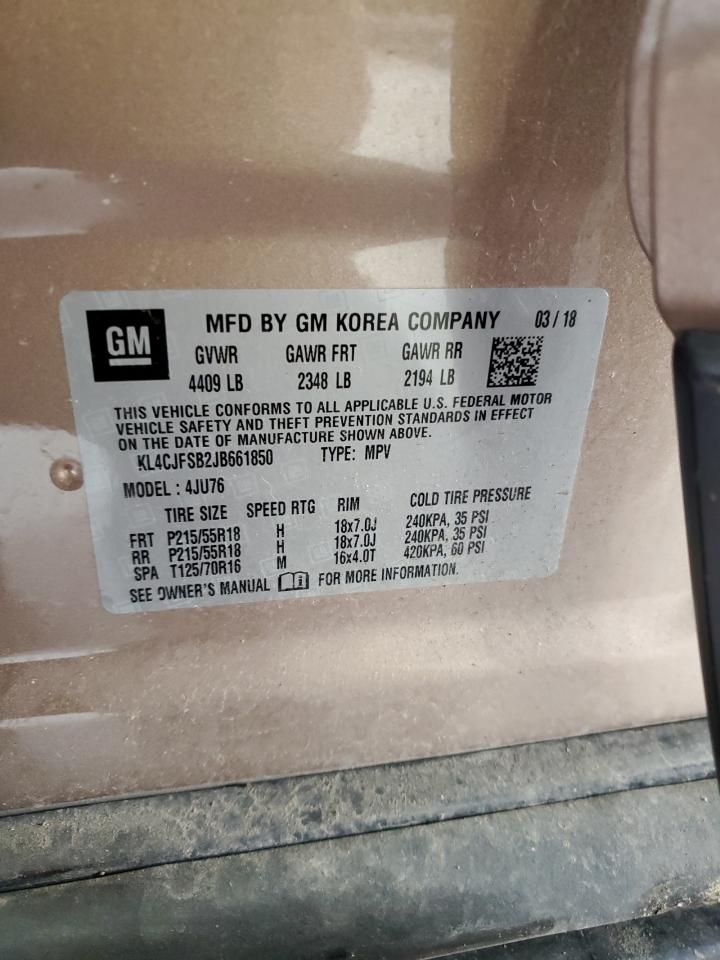 GM
MFD BY GM KOREA COMPANY 03 / 18
GVWR GAWR FRT GAWR RR
4409 LB 2348 LB 2194 LB
THIS VEHICLE CONFORMS TO ALL APPLICABLE U.S. FEDERAL MOTOR
VEHICLE SAFETY AND THEFT PREVENTION STANDARDS IN EFFECT
ON THE DATE OF MANUFACTURE SHOWN ABOVE.
KL4CJFSB2JB661850 TYPE: MPV
MODEL : 4JU76
TIRE SIZE SPEED RTG RIM COLD TIRE PRESSURE
FRT P215/55R18 H 18x7.0J 240KPA, 35 PSI
RR P215/55R18 H 18x7.0J 240KPA, 35 PSI
SPA T125/70R16 M 16x4.0T 420KPA, 60 PSI
SEE OWNER'S MANUAL FOR MORE INFORMATION.